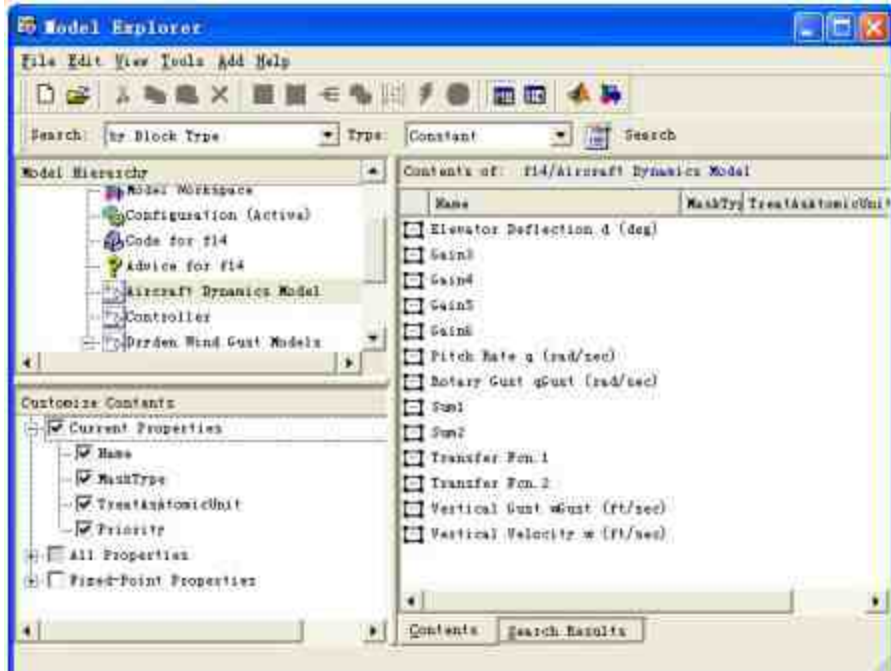 Model Explorer
File Edit View Tools Add Help
Search: by Block Type Type: Constant Search
Model Hierarchy
Model Workspace
Configuration (Active)
Code for f14
Advice for f14
Aircraft Dynamics Model
Controller
Dryden Wind Gust Models
Customize Contents
Current Properties
Name
MaskType
TreatAsAtomicUnit
Priority
All Properties
Fixed-Point Properties
Contents of: f14/Aircraft Dynamics Model
Name MaskTyp TreatAsAtomicUnit
Elevator Deflection d (deg)
Gain3
Gain4
Gain5
Gain6
Pitch Rate q (rad/sec)
Rotary Gust qGust (rad/sec)
Sum1
Sum2
Transfer Fcn.1
Transfer Fcn.2
Vertical Gust wGust (ft/sec)
Vertical Velocity w (ft/sec)
Contents Search Results